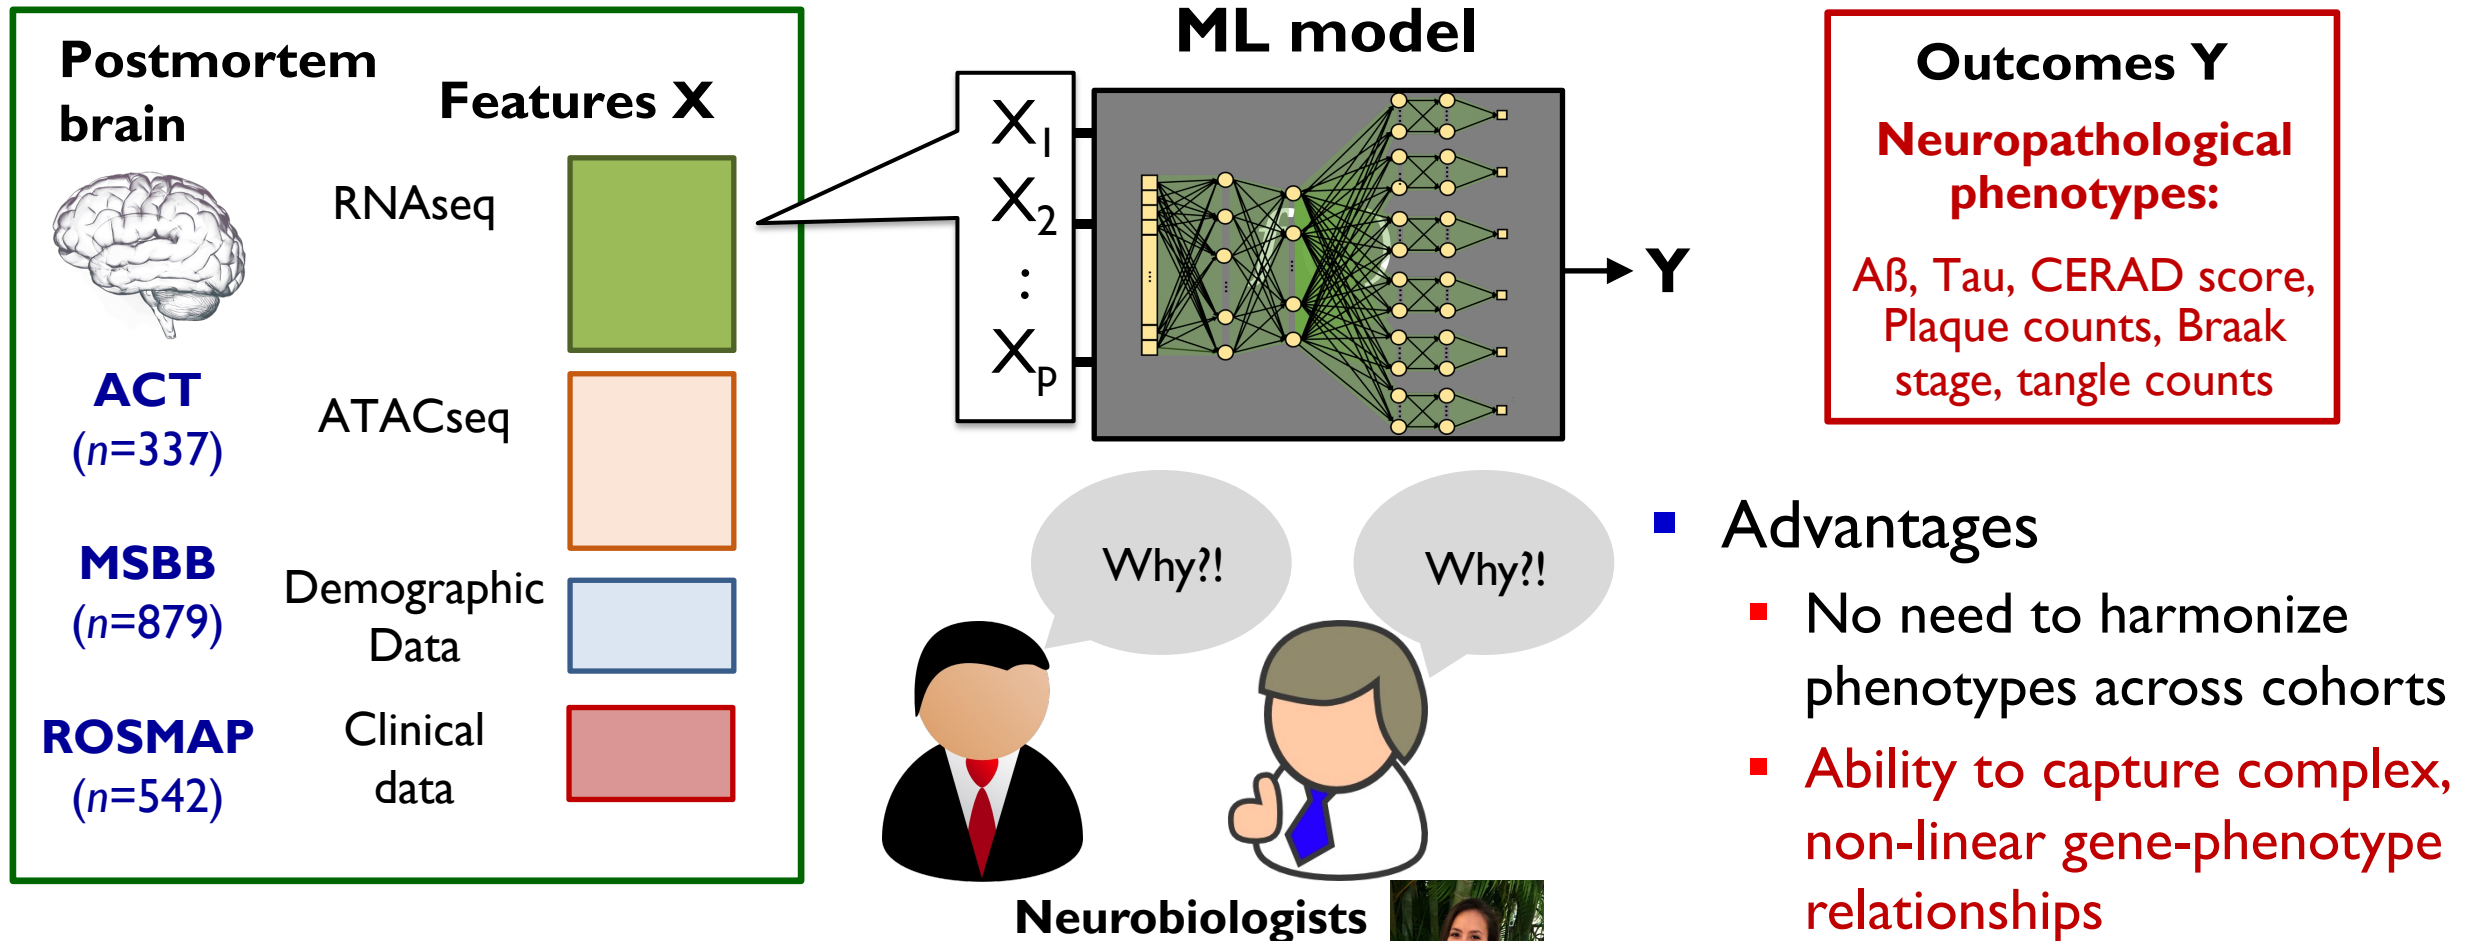 Postmortem
brain
Features X
RNAseq
ATACseq
Demographic
Data
Clinical
data
ACT
(n=337)
MSBB
(n=879)
ROSMAP
(n=542)
ML model
X1
X2
:
Xp
Y
Outcomes Y
Neuropathological
phenotypes:
Aß, Tau, CERAD score,
Plaque counts, Braak
stage, tangle counts
Why?!
Why?!
Neurobiologists
Advantages
No need to harmonize
phenotypes across cohorts
Ability to capture complex,
non-linear gene-phenotype
relationships